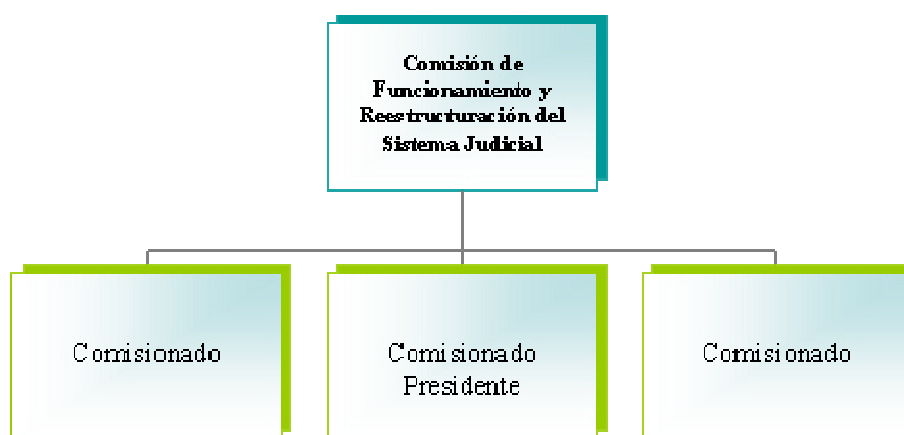 Comisión de
Funcionamiento y
Reestructuración del
Sistema Judicial
Comisionado
Comisionado
Presidente
Comisionado